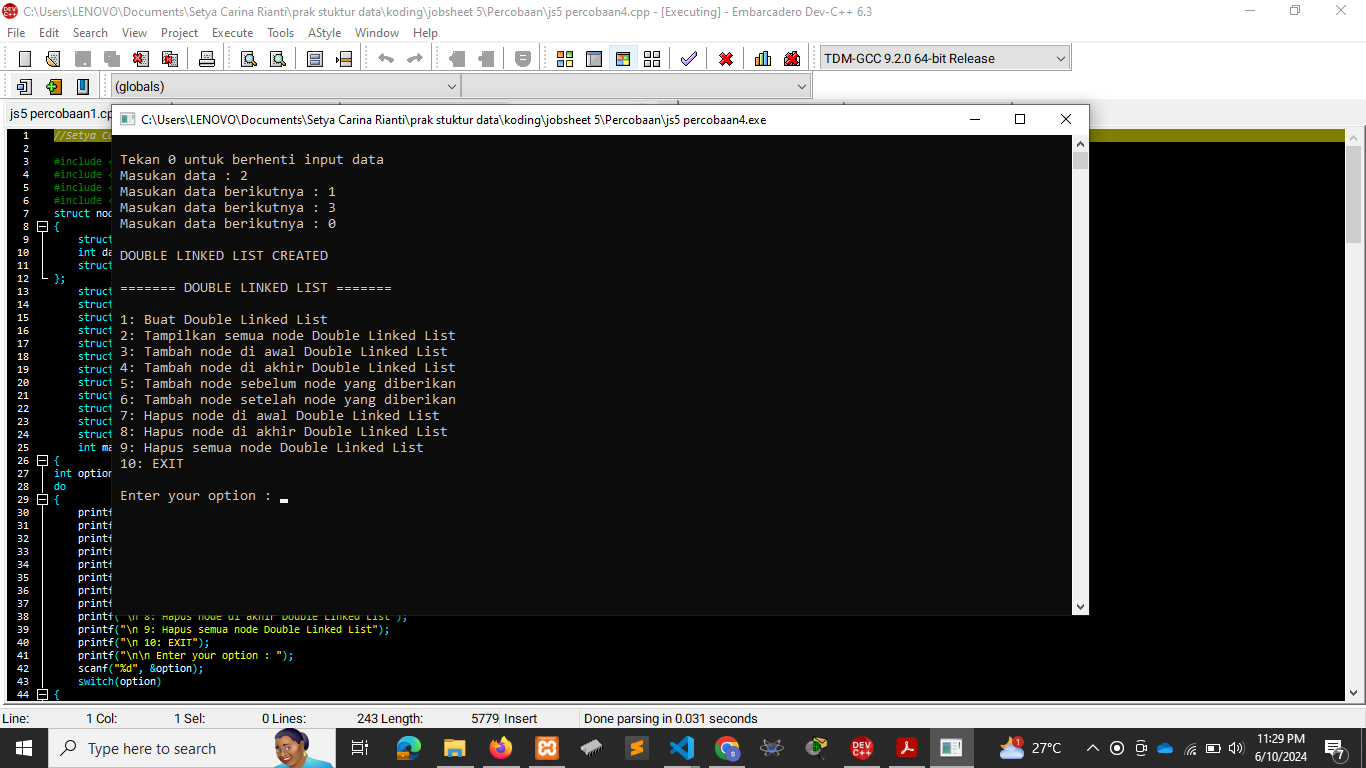 C:\Users\LENOVO\Documents\Setya Carina Rianti\prak stuktur data\koding\jobsheet 5\Percobaan\js5 percobaan4.cpp - [Executing] - Embarcadero Dev-C++ 6.3
File Edit Search View Project Execute Tools AStyle Window Help
TDM-GCC 9.2.0 64-bit Release
(globals)
js5 percobaan1.cp
C:\Users\LENOVO\Documents\Setya Carina Rianti\prak stuktur data\koding\jobsheet 5\Percobaan\js5 percobaan4.exe
Tekan 0 untuk berhenti input data
Masukan data : 2
Masukan data berikutnya : 1
Masukan data berikutnya : 3
Masukan data berikutnya : 0
DOUBLE LINKED LIST CREATED
======= DOUBLE LINKED LIST =======
1: Buat Double Linked List
2: Tampilkan semua node Double Linked List
3: Tambah node di awal Double Linked List
4: Tambah node di akhir Double Linked List
5: Tambah node sebelum node yang diberikan
6: Tambah node setelah node yang diberikan
7: Hapus node di awal Double Linked List
8: Hapus node di akhir Double Linked List
9: Hapus semua node Double Linked List
10: EXIT
Enter your option :
1 //Setya Ca
2
3 #include <
4 #include <
5 #include <
6 #include <
7 struct nod
8 {
9 struct
10 int da
11 struct
12 };
13 struct
14 struct
15 struct
16 struct
17 struct
18 struct
19 struct
20 struct
21 struct
22 struct
23 struct
24 struct
25 int ma
26 {
27 int option
28 do
29 {
30 printf
31 printf
32 printf
33 printf
34 printf
35 printf
36 printf
37 printf
38 printf("\n 8: Hapus node di akhir Double Linked List");
39 printf("\n 9: Hapus semua node Double Linked List");
40 printf("\n 10: EXIT");
41 printf("\n\n Enter your option : ");
42 scanf("%d", &option);
43 switch(option)
44 {
Line: 1 Col: 1 Sel: 0 Lines: 243 Length: 5779 Insert Done parsing in 0.031 seconds
Type here to search
27°C
11:29 PM
6/10/2024
7